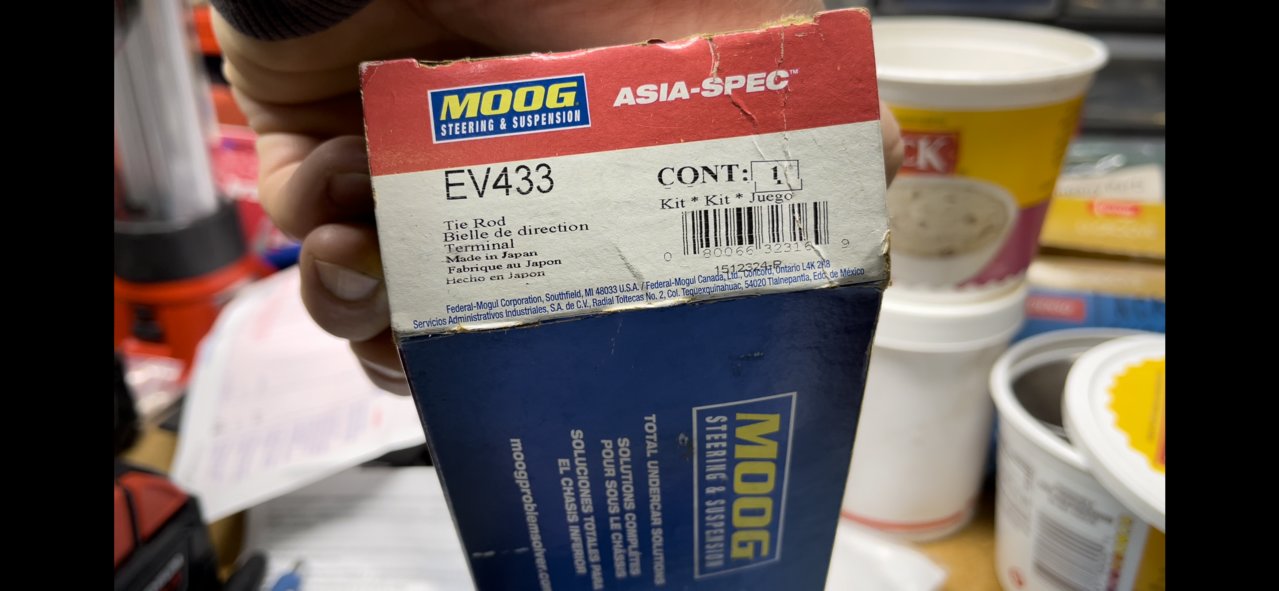 MOOG
STEERING & SUSPENSION
ASIA-SPEC™
EV433
CONT: 1
Kit * Kit * Juego
Tie Rod
Bielle de direction
Terminal
Made in Japan
Fabrique au Japon
Hecho en Japon
0 80066 32316 9
1512324-R
Federal-Mogul Corporation, Southfield, MI 48033 U.S.A. / Federal-Mogul Canada, Ltd., Concord, Ontario L4K 2K8
Servicios Administrativos Industriales, S.A. de C.V., Radial Toltecas No. 2, Col. Tequexquinahuac, 54020 Tlalnepantla, Edo. de México
MOOG
STEERING & SUSPENSION
TOTAL UNDERCAR SOLUTIONS
SOLUTIONS COMPLÈTES
POUR SOUS LE CHÂSSIS
SOLUCIONES TOTALES PARA
EL CHASIS INFERIOR
moogproblemsolver.com
CK